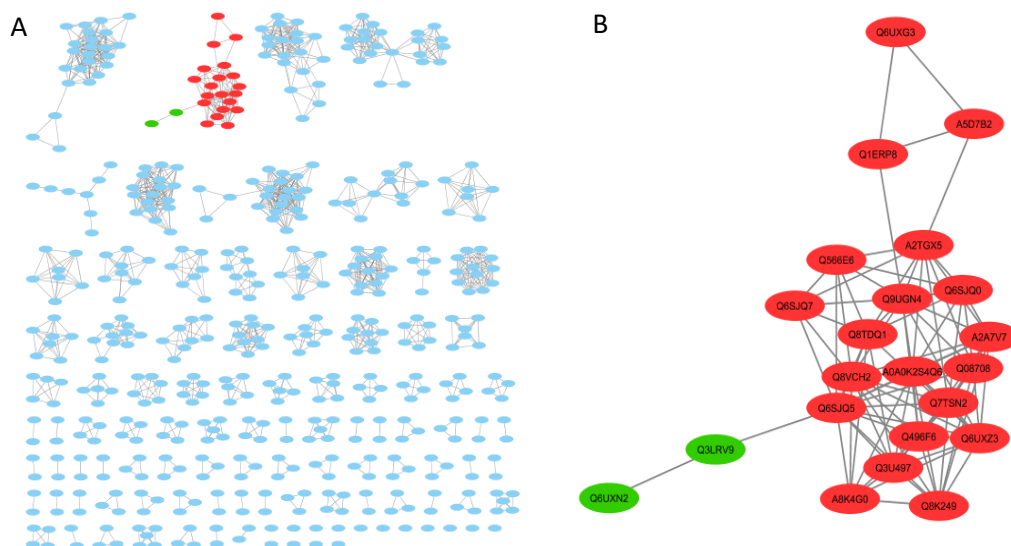 A
B
Q6UXG3
A5D7B2
Q1ERP8
A2TGX5
Q566E6
Q6SJQ7
Q9UGN4
Q6SJQ0
Q8TDQ1
A2A7V7
Q8VCH2
A0A0K2S4Q6
Q08708
Q6SJQ5
Q7TSN2
Q496F6
Q6UXZ3
Q3LRV9
Q3U497
Q6UXN2
A8K4G0
Q8K249